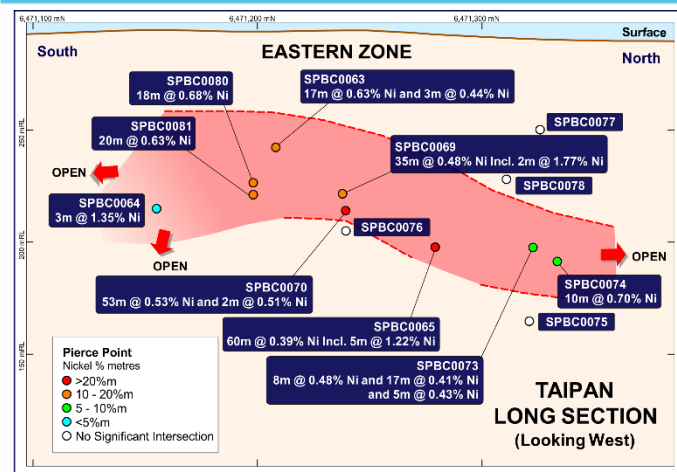 6,471,100 mN
6,471,200 mN
6,471,300 mN
Surface
South
EASTERN ZONE
North
SPBC0080
18m @ 0.68% Ni
SPBC0063
17m @ 0.63% Ni and 3m @ 0.44% Ni
SPBC0077
SPBC0081
20m @ 0.63% Ni
SPBC0069
35m @ 0.48% Ni Incl. 2m @ 1.77% Ni
250 mRL
OPEN
SPBC0078
SPBC0064
3m @ 1.35% Ni
SPBC0076
200 mRL
OPEN
OPEN
SPBC0070
53m @ 0.53% Ni and 2m @ 0.51% Ni
SPBC0074
10m @ 0.70% Ni
SPBC0065
60m @ 0.39% Ni Incl. 5m @ 1.22% Ni
SPBC0075
150 mRL
SPBC0073
8m @ 0.48% Ni and 17m @ 0.41% Ni
and 5m @ 0.43% Ni
Pierce Point
Nickel % metres
>20%m
10 - 20%m
5 - 10%m
<5%m
No Significant Intersection
TAIPAN
LONG SECTION
(Looking West)